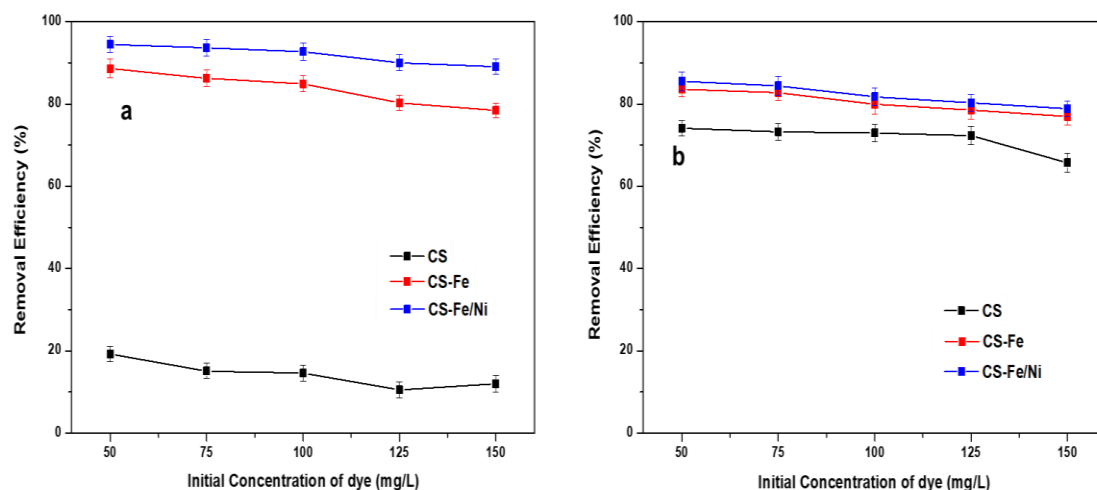 100
80
60
40
20
0
Removal Efficiency (%)
a
CS
CS-Fe
CS-Fe/Ni
50 75 100 125 150
Initial Concentration of dye (mg/L)
100
80
60
40
20
0
Removal Efficiency (%)
b
CS
CS-Fe
CS-Fe/Ni
50 75 100 125 150
Initial Concentration of dye (mg/L)